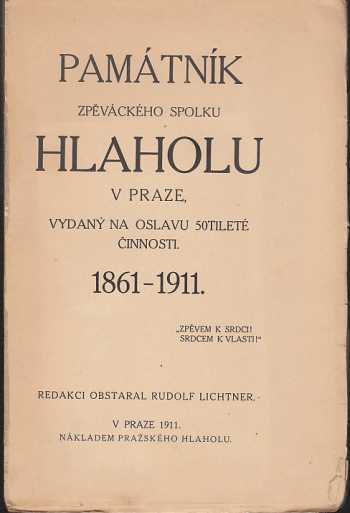 PAMÁTNÍK
ZPĚVÁCKÉHO SPOLKU
HLAHOLU
V PRAZE,
VYDANÝ NA OSLAVU 50TILETÉ
ČINNOSTI.
1861-1911.
„ZPĚVEM K SRDCI!
SRDCEM K VLASTI!"
REDAKCI OBSTARAL RUDOLF LICHTNER.
V PRAZE 1911.
NÁKLADEM PRAŽSKÉHO HLAHOLU.